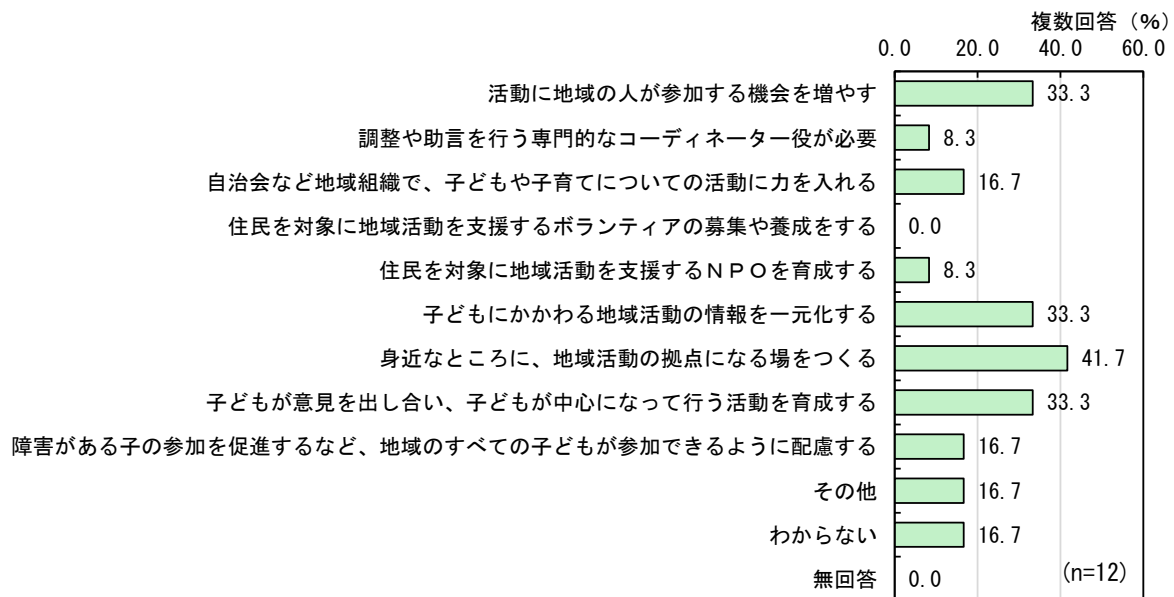 複数回答（%）
0.0 20.0 40.0 60.0
活動に地域の人が参加する機会を増やす 33.3
調整や助言を行う専門的なコーディネーター役が必要 8.3
自治会など地域組織で、子どもや子育てについての活動に力を入れる 16.7
住民を対象に地域活動を支援するボランティアの募集や養成をする 0.0
住民を対象に地域活動を支援するＮＰＯを育成する 8.3
子どもにかかわる地域活動の情報を一元化する 33.3
身近なところに、地域活動の拠点になる場をつくる 41.7
子どもが意見を出し合い、子どもが中心になって行う活動を育成する 33.3
障害がある子の参加を促進するなど、地域のすべての子どもが参加できるように配慮する 16.7
その他 16.7
わからない 16.7
無回答 0.0
(n=12)